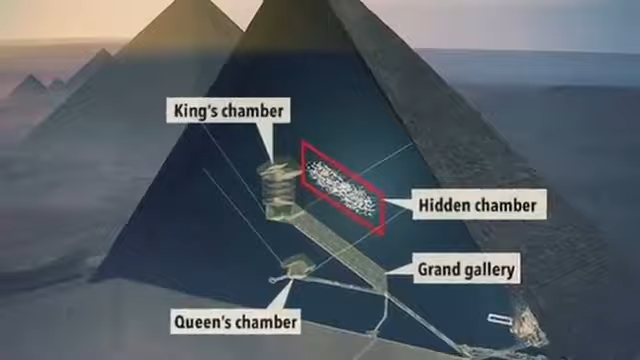 King's chamber
Hidden chamber
Grand gallery
Queen's chamber